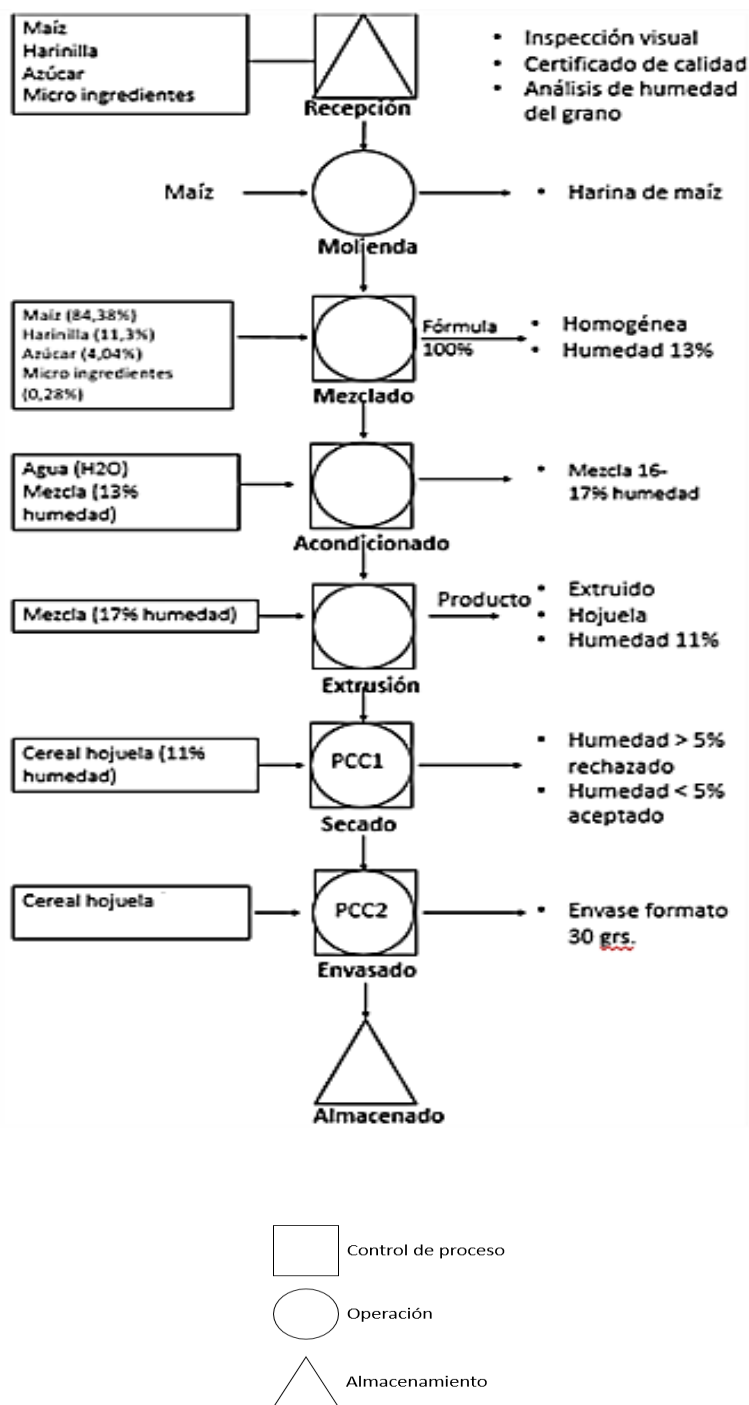 Maíz
Harinilla
Azúcar
Micro ingredientes
Recepción
• Inspección visual
• Certificado de calidad
• Análisis de humedad
del grano
Maíz
Molienda
• Harina de maíz
Maíz (84,38%)
Harinilla (11,3%)
Azúcar (4,04%)
Micro ingredientes
(0,28%)
Mezclado
Fórmula
100%
• Homogénea
• Humedad 13%
Agua (H2O)
Mezcla (13%
humedad)
Acondicionado
• Mezcla 16-
17% humedad
Mezcla (17% humedad)
Extrusión
Producto
• Extruido
• Hojuela
• Humedad 11%
Cereal hojuela (11%
humedad)
PCC1
Secado
• Humedad > 5%
rechazado
• Humedad < 5%
aceptado
Cereal hojuela
PCC2
Envasado
• Envase formato
30 grs.
Almacenado
Control de proceso
Operación
Almacenamiento